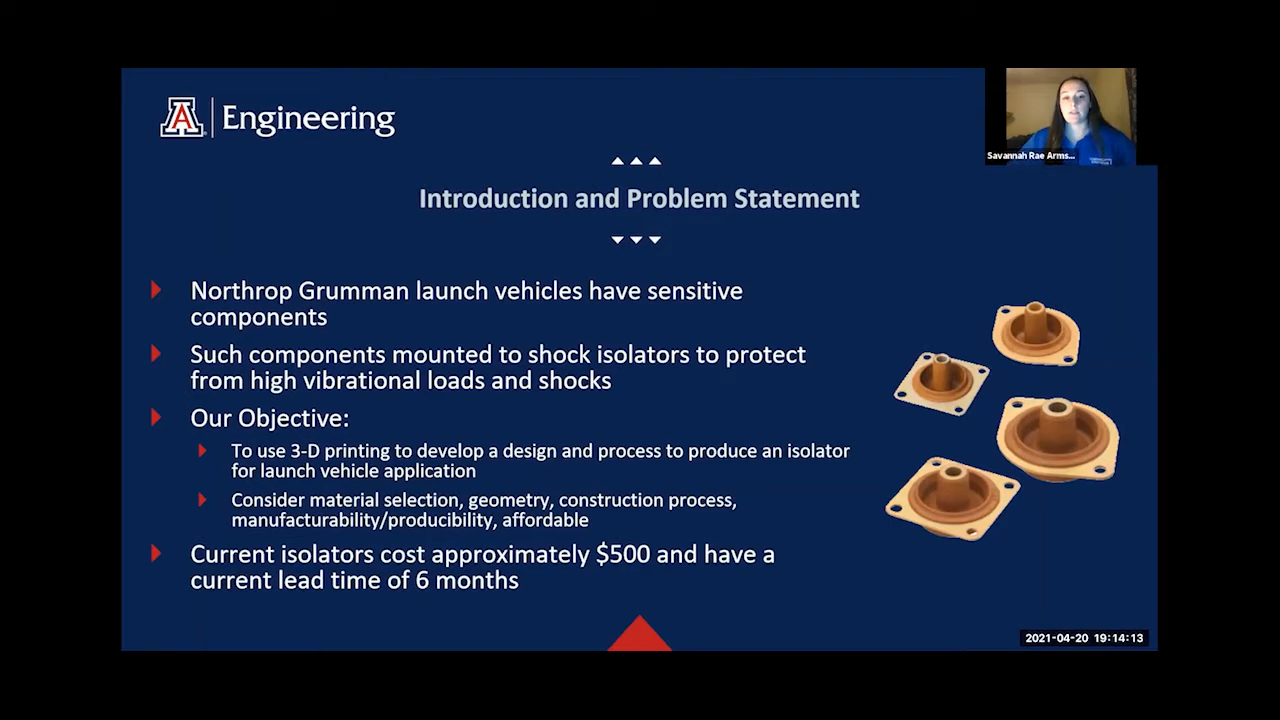 A Engineering
Savannah Rae Arms...
Introduction and Problem Statement
Northrop Grumman launch vehicles have sensitive
components
Such components mounted to shock isolators to protect
from high vibrational loads and shocks
Our Objective:
To use 3-D printing to develop a design and process to produce an isolator
for launch vehicle application
Consider material selection, geometry, construction process,
manufacturability/producibility, affordable
Current isolators cost approximately $500 and have a
current lead time of 6 months
2021-04-20 19:14:13